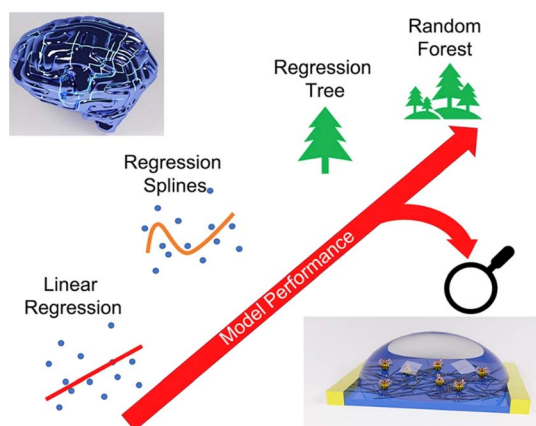 Random
Forest
Regression
Tree
Regression
Splines
Linear
Regression
Model Performance